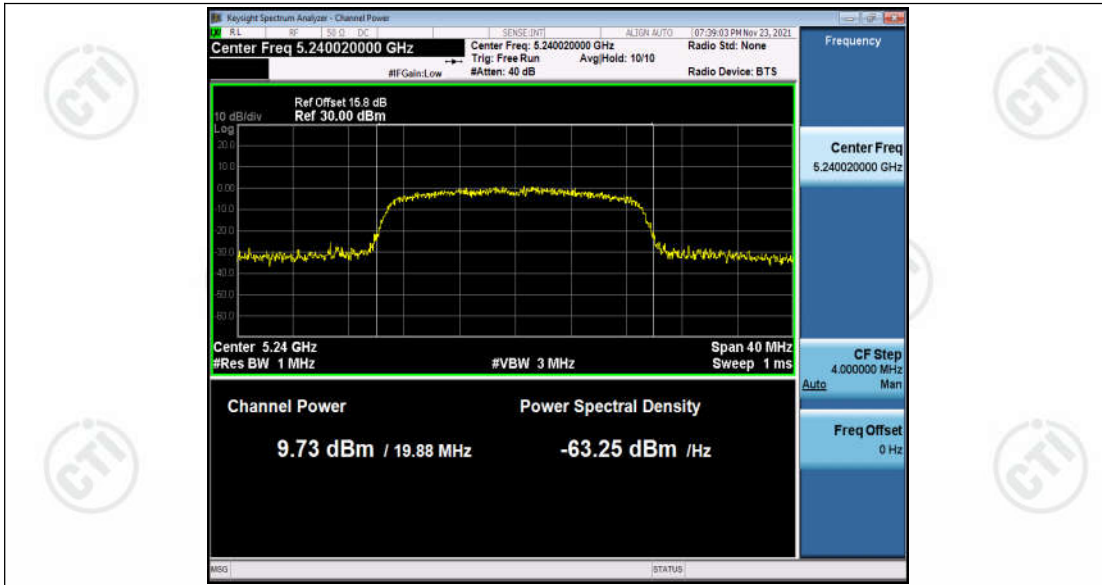 Keysight Spectrum Analyzer - Channel Power
RL RF 50 Ω DC SENSE:INT ALIGN AUTO 07:39:03 PM Nov 23, 2021
Center Freq 5.240020000 GHz
Center Freq: 5.240020000 GHz Radio Std: None
Trig: Free Run Avg|Hold: 10/10
#IFGain:Low #Atten: 40 dB Radio Device: BTS
Frequency
Ref Offset 15.8 dB
10 dB/div Ref 30.00 dBm
Log
20.0
10.0
0.00
-10.0
-20.0
-30.0
-40.0
-50.0
-60.0
Center Freq
5.240020000 GHz
Center 5.24 GHz Span 40 MHz
#Res BW 1 MHz #VBW 3 MHz Sweep 1 ms
CF Step
4.000000 MHz
Auto Man
Channel Power Power Spectral Density
9.73 dBm / 19.88 MHz -63.25 dBm /Hz
Freq Offset
0 Hz
MSG STATUS
CTI
CTI
CTI
CTI